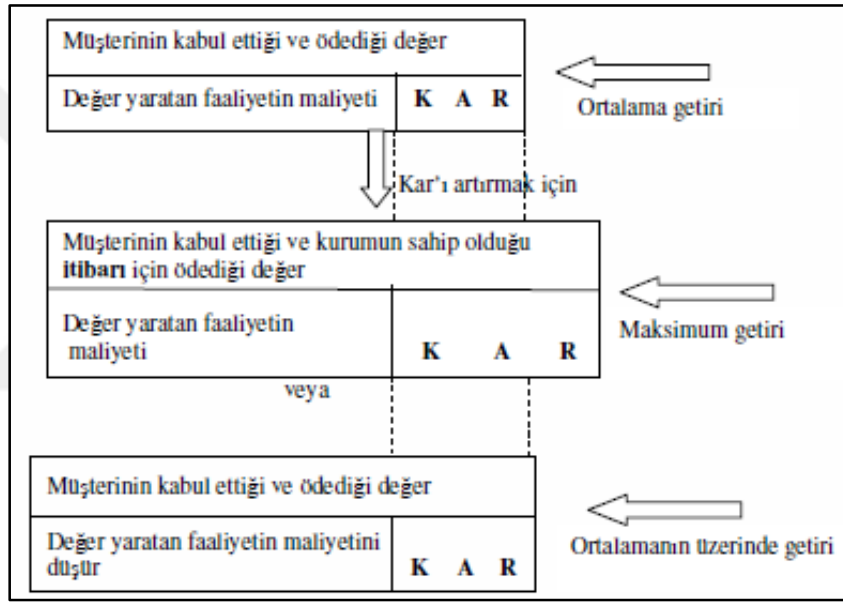 Müşterinin kabul ettiği ve ödediği değer
Değer yaratan faaliyetin maliyeti K A R
Ortalama getiri
Kar'ı artırmak için
Müşterinin kabul ettiği ve kurumun sahip olduğu
itibarı için ödediği değer
Değer yaratan faaliyetin
maliyeti K A R
Maksimum getiri
veya
Müşterinin kabul ettiği ve ödediği değer
Değer yaratan faaliyetin maliyetini
düşür K A R
Ortalamanın üzerinde getiri